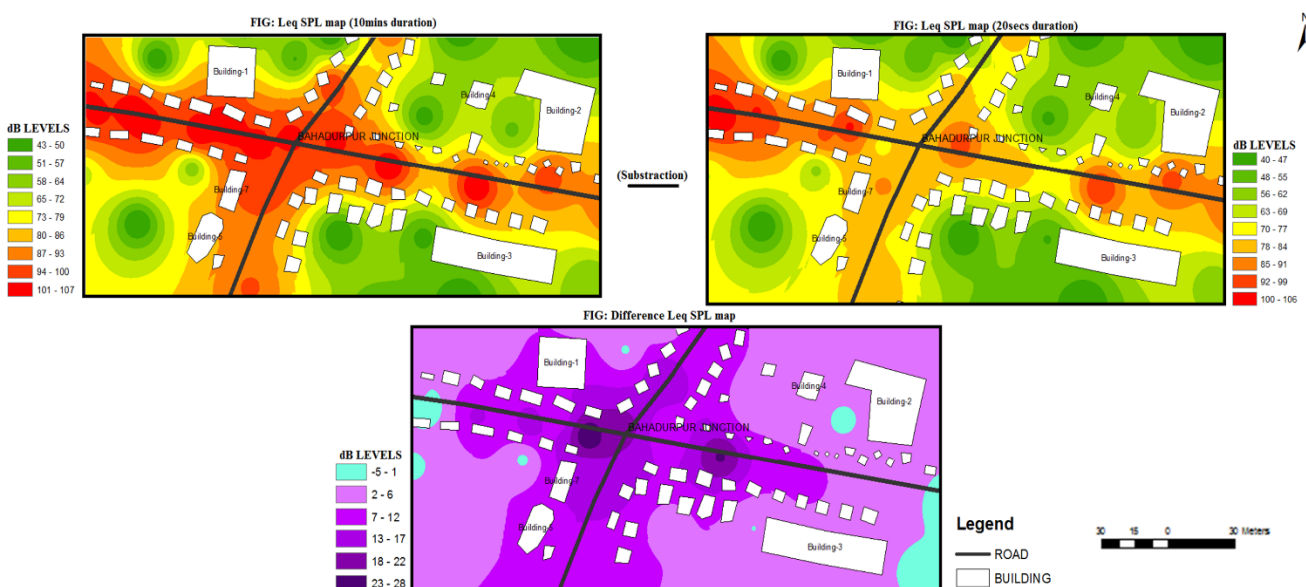 FIG: Leq SPL map (10mins duration)
Building-1
Building-4
Building-2
BAHADURPUR JUNCTION
Building-7
Building-5
Building-3
dB LEVELS
43 - 50
51 - 57
58 - 64
65 - 72
73 - 79
80 - 86
87 - 93
94 - 100
101 - 107
(Substraction)
FIG: Leq SPL map (20secs duration)
N
Building-1
Building-4
Building-2
BAHADURPUR JUNCTION
Building-7
Building-5
Building-3
dB LEVELS
40 - 47
48 - 55
56 - 62
63 - 69
70 - 77
78 - 84
85 - 91
92 - 99
100 - 106
FIG: Difference Leq SPL map
Building-1
Building-4
Building-2
BAHADURPUR JUNCTION
Building-7
Building-3
dB LEVELS
-5 - 1
2 - 6
7 - 12
13 - 17
18 - 22
23 - 28
Legend
ROAD
BUILDING
30 15 0 30 Meters